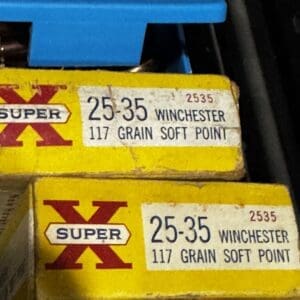 X
SUPER
2535
25-35 WINCHESTER
117 GRAIN SOFT POINT
X
SUPER
2535
25-35 WINCHESTER
117 GRAIN SOFT POINT